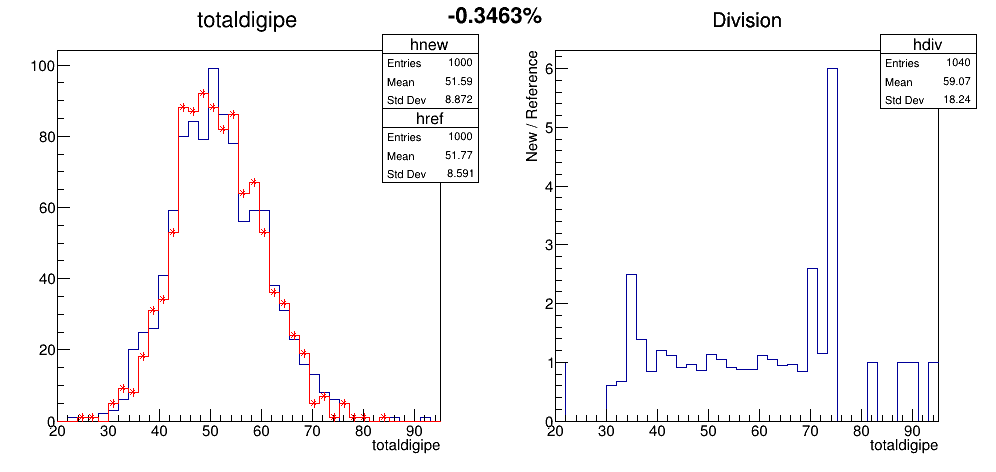 totaldigipe
-0.3463%
Division
hnew
Entries 1000
Mean 51.59
Std Dev 8.872
href
Entries 1000
Mean 51.77
Std Dev 8.591
100
80
60
40
20
0
20 30 40 50 60 70 80 90
totaldigipe
hdiv
Entries 1040
Mean 59.07
Std Dev 18.24
New / Reference
6
5
4
3
2
1
0
20 30 40 50 60 70 80 90
totaldigipe